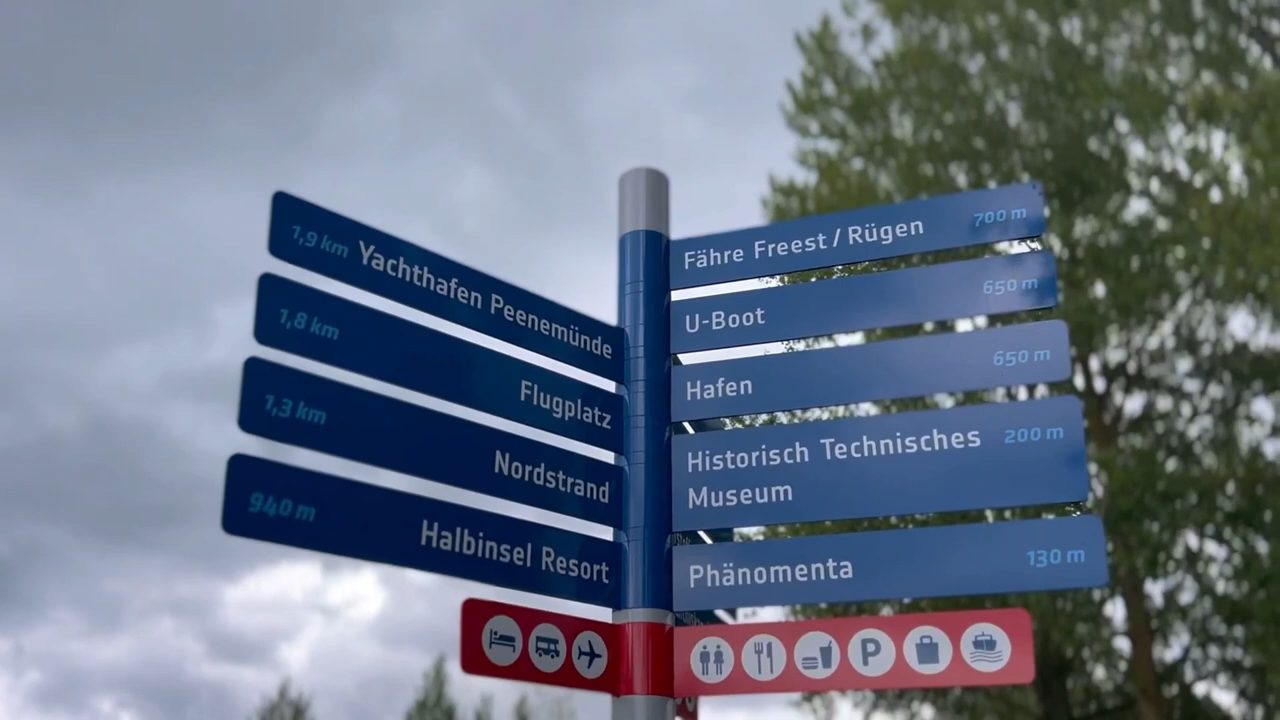 1,9 km Yachthafen Peenemünde
1,8 km Flugplatz
1,3 km Nordstrand
940 m Halbinsel Resort
Fähre Freest / Rügen 700 m
U-Boot 650 m
Hafen 650 m
Historisch Technisches 200 m
Museum
Phänomenta 130 m
P